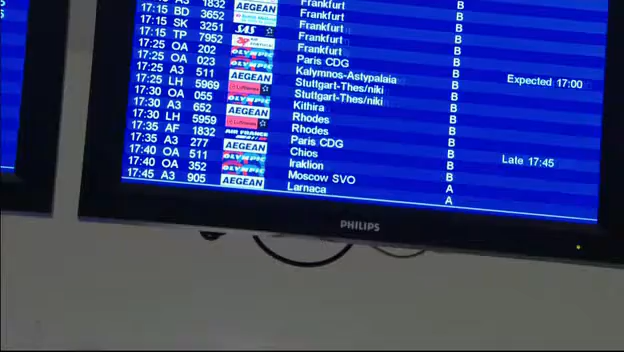 A3 1832 AEGEAN Frankfurt B
17:15 BD 3652 Frankfurt B
17:15 SK 3251 SAS Frankfurt B
17:15 TP 7952 Frankfurt B
17:25 OA 202 OLYMPIC Paris CDG B
17:25 OA 023 OLYMPIC Kalymnos-Astypalaia B Expected 17:00
17:25 A3 511 AEGEAN Stuttgart-Thes/niki B
17:25 LH 5969 Lufthansa Stuttgart-Thes/niki B
17:30 OA 055 OLYMPIC Kithira B
17:30 A3 652 AEGEAN Rhodes B
17:30 LH 5959 Lufthansa Rhodes B
17:35 AF 1832 AIR FRANCE Paris CDG B Late 17:45
17:35 A3 277 AEGEAN Chios B
17:40 OA 511 OLYMPIC Iraklion B
17:40 OA 352 OLYMPIC Moscow SVO A
17:45 A3 905 AEGEAN Larnaca A
PHILIPS